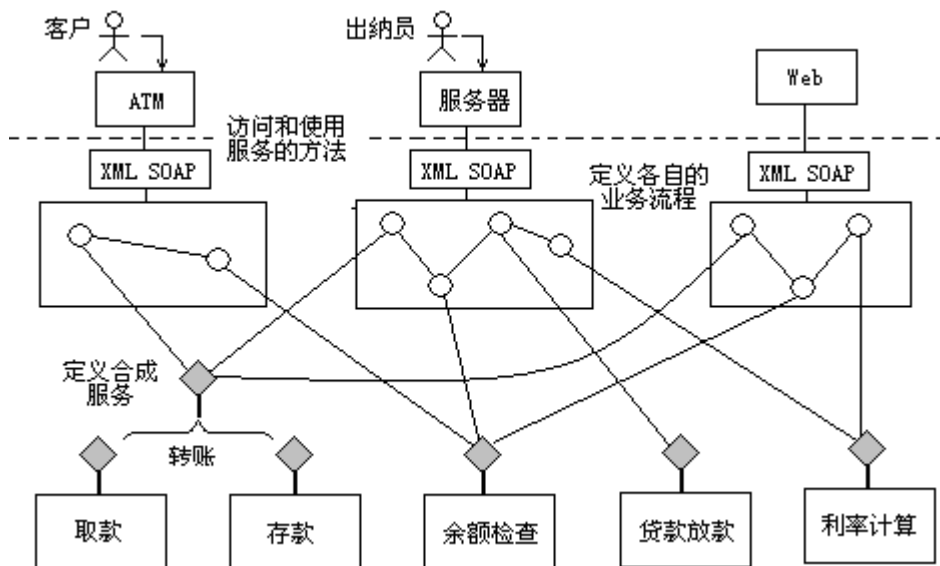 客户
出纳员
ATM
服务器
Web
访问和使用
服务的方法
XML SOAP
XML SOAP
定义各自的
业务流程
XML SOAP
定义合成
服务
转账
取款
存款
余额检查
贷款放款
利率计算